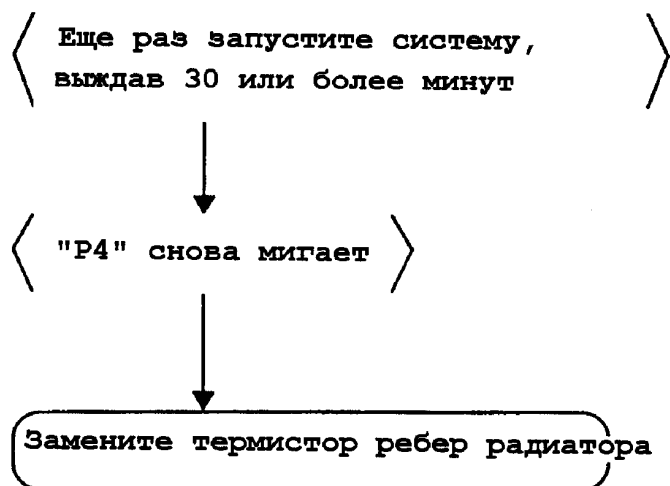 Еще раз запустите систему,
выждав 30 или более минут
"P4" снова мигает
Замените термистор ребер радиатора